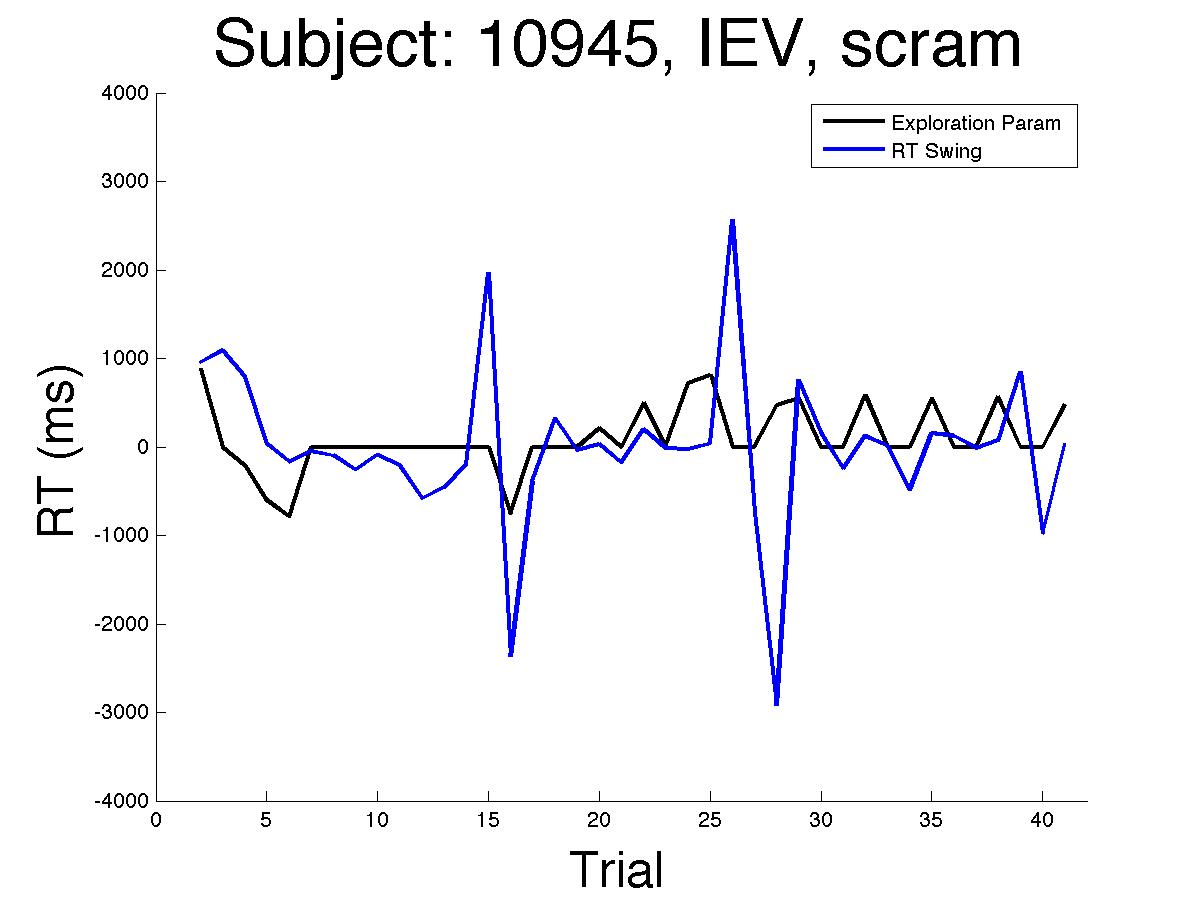 Subject: 10945, IEV, scram
Exploration Param
RT Swing
RT (ms)
4000
3000
2000
1000
0
-1000
-2000
-3000
-4000
0 5 10 15 20 25 30 35 40
Trial